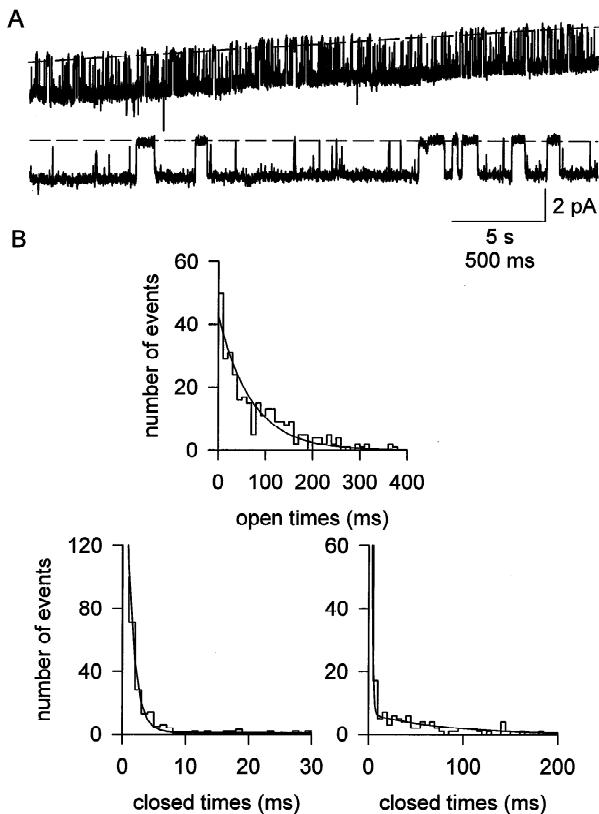 A
2 pA
5 s
500 ms
B
60
40
20
0
number of events
0 100 200 300 400
open times (ms)
120
80
40
0
number of events
0 10 20 30
closed times (ms)
60
40
20
0
0 100 200
closed times (ms)